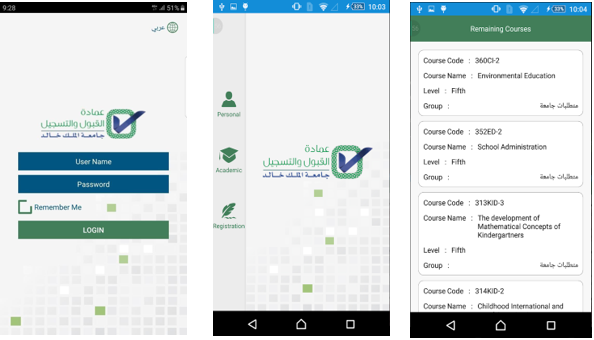 9:28
51%
عربي
عمادة
القبول والتسجيل
جامعة الملك خالد
User Name
Password
Remember Me
LOGIN
33% 10:03
Personal
Academic
Registration
عمادة
القبول والتسجيل
جامعة الملك خالد
33% 10:04
Remaining Courses
Course Code : 360CI-2
Course Name : Environmental Education
Level : Fifth
Group : متطلبات جامعة
Course Code : 352ED-2
Course Name : School Administration
Level : Fifth
Group : متطلبات جامعة
Course Code : 313KID-3
Course Name : The development of
Mathematical Concepts of
Kindergartners
Level : Fifth
Group : متطلبات جامعة
Course Code : 314KID-2
Course Name : Childhood International and